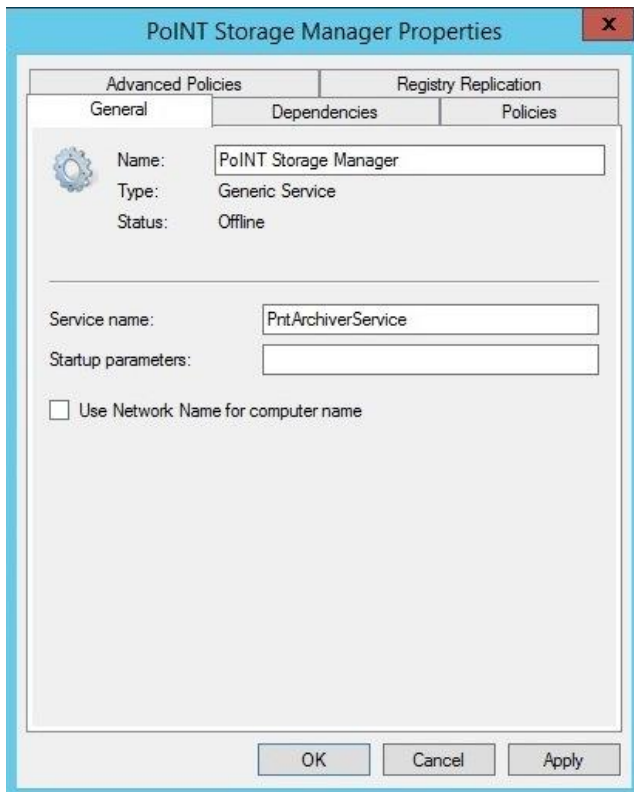 PoINT Storage Manager Properties
x
Advanced Policies Registry Replication
General Dependencies Policies
Name: PoINT Storage Manager
Type: Generic Service
Status: Offline
Service name: PntArchiverService
Startup parameters:
Use Network Name for computer name
OK Cancel Apply